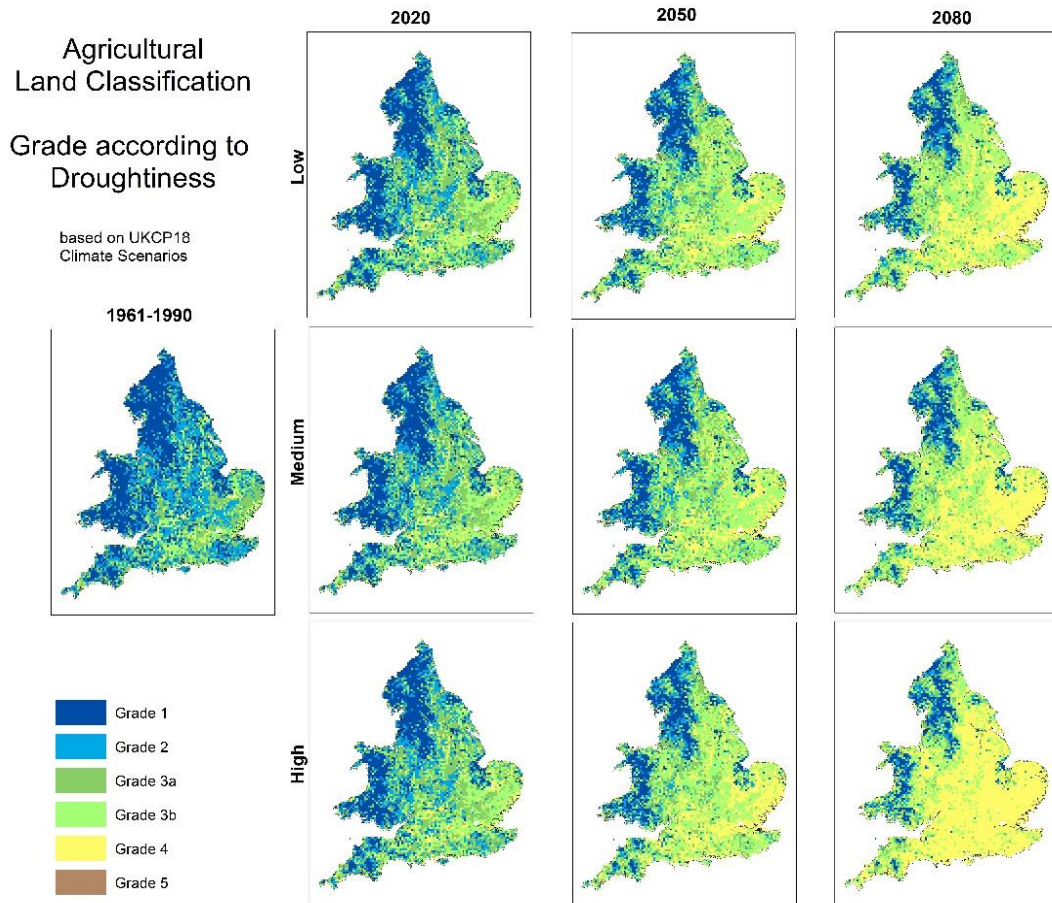 Agricultural
Land Classification
Grade according to
Droughtiness
based on UKCP18
Climate Scenarios
1961-1990
2020
2050
2080
Low
Medium
High
Grade 1
Grade 2
Grade 3a
Grade 3b
Grade 4
Grade 5